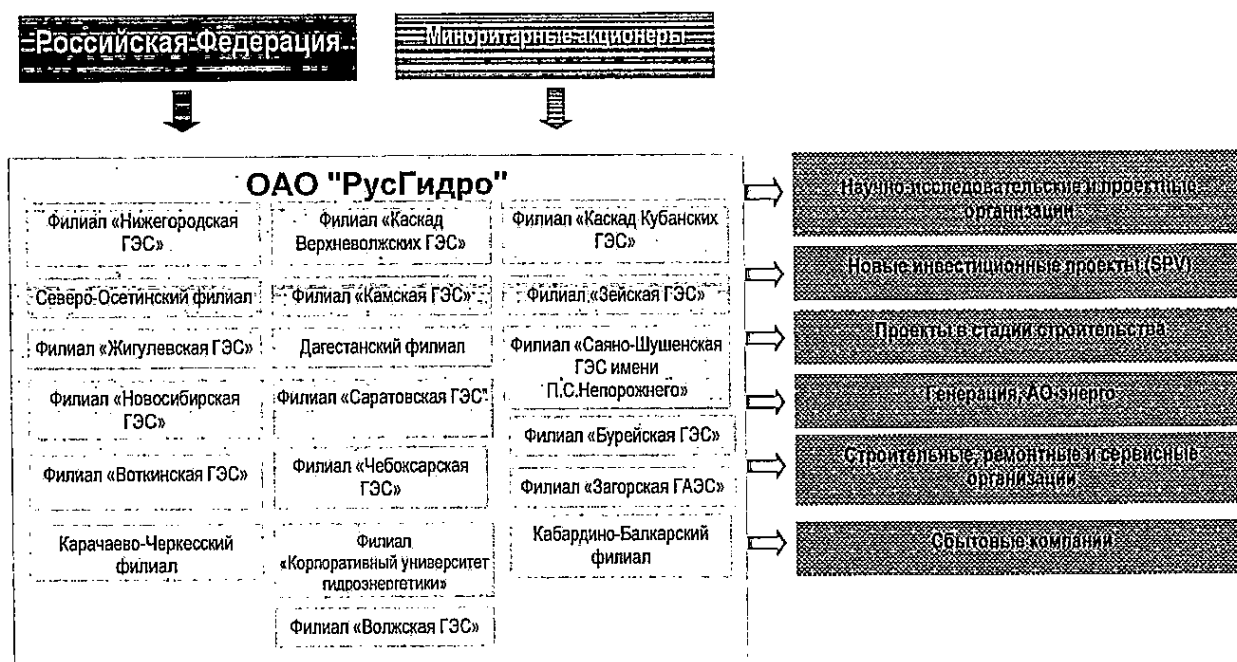 Российская Федерация
Миноритарные акционеры
ОАО "РусГидро"
Филиал «Нижегородская
ГЭС»
Северо-Осетинский филиал
Филиал «Жигулевская ГЭС»
Филиал «Новосибирская
ГЭС»
Филиал «Воткинская ГЭС»
Карачаево-Черкесский
филиал
Филиал «Каскад
Верхневолжских ГЭС»
Филиал «Камская ГЭС»
Дагестанский филиал
Филиал «Саратовская ГЭС"
Филиал «Чебоксарская
ГЭС»
Филиал
«Корпоративный университет
гидроэнергетики»
Филиал «Волжская ГЭС»
Филиал «Каскад Кубанских
ГЭС»
Филиал «Зейская ГЭС»
Филиал «Саяно-Шушенская
ГЭС имени
П.С.Непорожнего»
Филиал «Бурейская ГЭС»
Филиал «Загорская ГАЭС»
Кабардино-Балкарский
филиал
Научно-исследовательские и проектные
организации
Новые инвестиционные проекты (SPV)
Проекты в стадии строительства
Генерация, АО-энерго
Строительные, ремонтные и сервисные
организации
Сбытовые компании